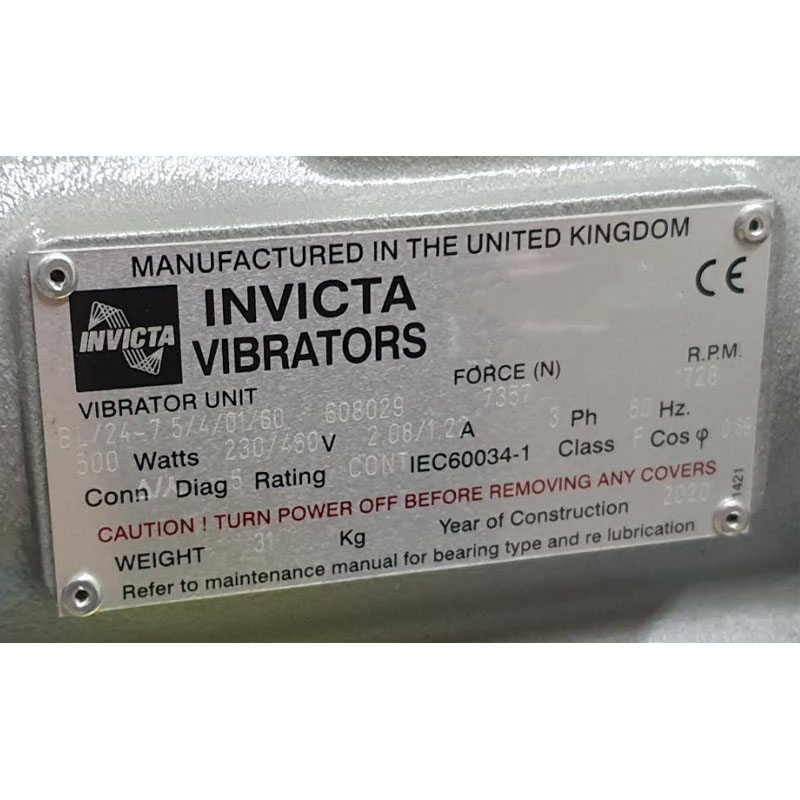 MANUFACTURED IN THE UNITED KINGDOM
CE
INVICTA
INVICTA
VIBRATORS
VIBRATOR UNIT FORCE (N) R.P.M.
BL/24-7.5/4/01/60 608029 7357 1728
500 Watts 230/460 V 2.08/1.22 A 3 Ph 60 Hz.
Conn Diag 5 Rating CONT IEC60034-1 Class F Cos φ
CAUTION ! TURN POWER OFF BEFORE REMOVING ANY COVERS
WEIGHT 31 Kg Year of Construction 2020
Refer to maintenance manual for bearing type and re lubrication
1421